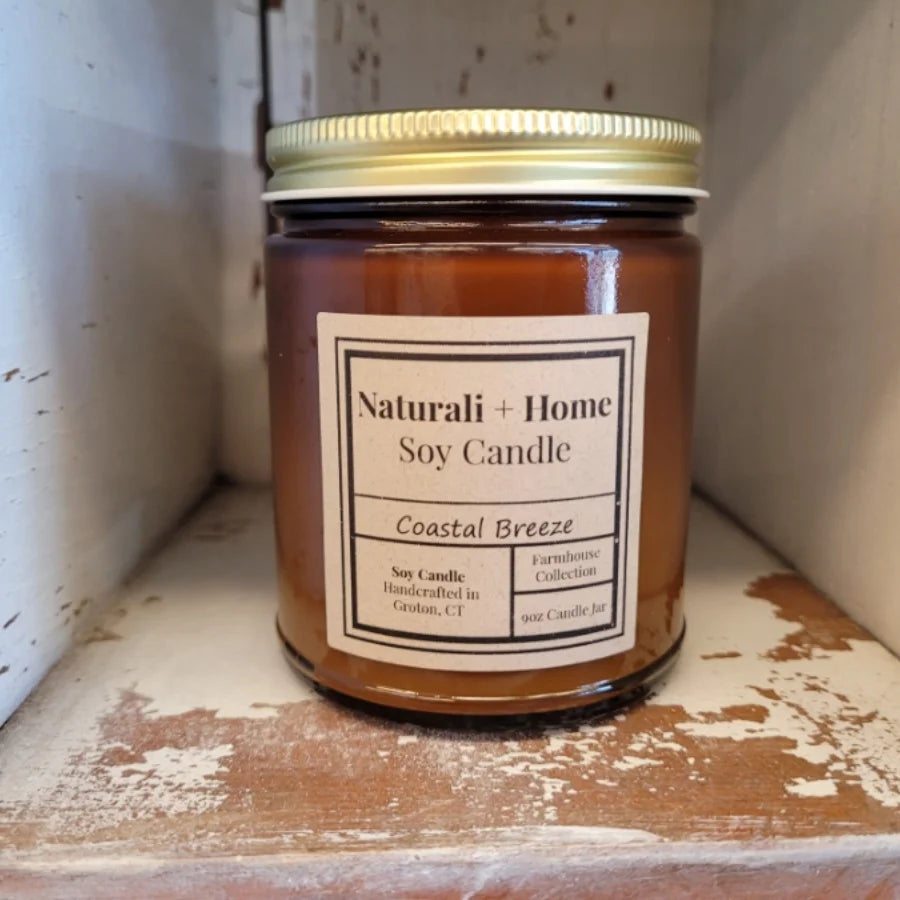 Naturali + Home
Soy Candle
Coastal Breeze
Soy Candle
Handcrafted in
Groton, CT
Farmhouse
Collection
9oz Candle Jar